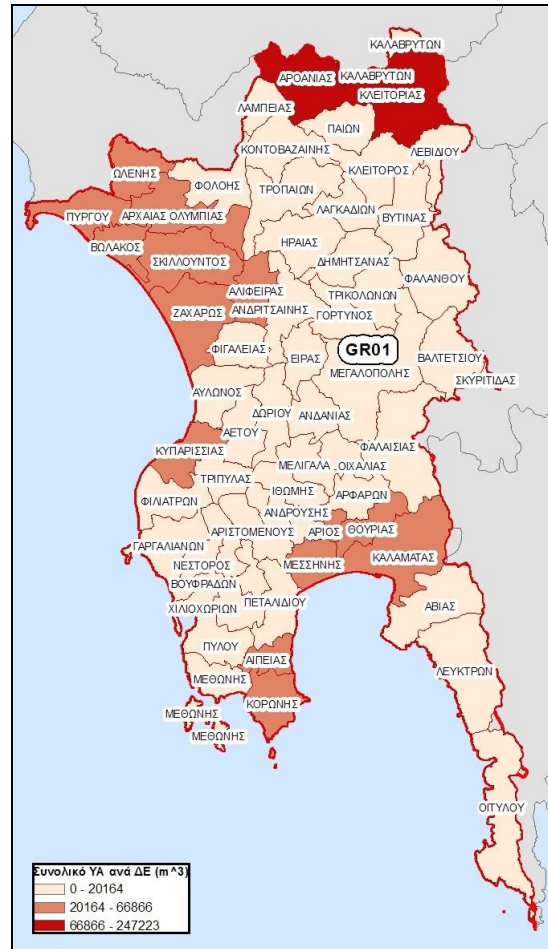 ΚΑΛΑΒΡΥΤΩΝ
ΑΡΟΑΝΙΑΣ
ΚΑΛΑΒΡΥΤΩΝ
ΚΛΕΙΤΟΡΙΑΣ
ΛΑΜΠΕΙΑΣ
ΠΑΙΩΝ
ΚΟΝΤΟΒΑΖΑΙΝΗΣ
ΛΕΒΙΔΙΟΥ
ΩΛΕΝΗΣ
ΦΟΛΟΗΣ
ΤΡΟΠΑΙΩΝ
ΚΛΕΙΤΟΡΟΣ
ΠΥΡΓΟΥ
ΑΡΧΑΙΑΣ ΟΛΥΜΠΙΑΣ
ΛΑΓΚΑΔΙΩΝ
ΒΥΤΙΝΑΣ
ΒΩΛΑΚΟΣ
ΗΡΑΙΑΣ
ΣΚΙΛΛΟΥΝΤΟΣ
ΔΗΜΗΤΣΑΝΑΣ
ΦΑΛΑΝΘΟΥ
ΑΛΙΦΕΙΡΑΣ
ΤΡΙΚΟΛΩΝΩΝ
ΖΑΧΑΡΩΣ
ΑΝΔΡΙΤΣΑΙΝΗΣ
ΓΟΡΤΥΝΟΣ
ΦΙΓΑΛΕΙΑΣ
ΕΙΡΑΣ
GR01
ΒΑΛΤΕΤΣΙΟΥ
ΜΕΓΑΛΟΠΟΛΗΣ
ΣΚΥΡΙΤΙΔΑΣ
ΑΥΛΩΝΟΣ
ΔΩΡΙΟΥ
ΑΝΔΑΝΙΑΣ
ΑΕΤΟΥ
ΚΥΠΑΡΙΣΣΙΑΣ
ΦΑΛΑΙΣΙΑΣ
ΜΕΛΙΓΑΛΑ
ΟΙΧΑΛΙΑΣ
ΤΡΙΠΥΛΑΣ
ΙΘΩΜΗΣ
ΑΡΦΑΡΩΝ
ΦΙΛΙΑΤΡΩΝ
ΑΝΔΡΟΥΣΗΣ
ΑΡΙΣΤΟΜΕΝΟΥΣ
ΑΡΙΟΣ
ΘΟΥΡΙΑΣ
ΓΑΡΓΑΛΙΑΝΩΝ
ΜΕΣΣΗΝΗΣ
ΚΑΛΑΜΑΤΑΣ
ΝΕΣΤΟΡΟΣ
ΒΟΥΦΡΑΔΩΝ
ΧΙΛΙΟΧΩΡΙΩΝ
ΠΕΤΑΛΙΔΙΟΥ
ΑΒΙΑΣ
ΠΥΛΟΥ
ΑΙΠΕΙΑΣ
ΛΕΥΚΤΡΩΝ
ΜΕΘΩΝΗΣ
ΚΟΡΩΝΗΣ
ΜΕΘΩΝΗΣ
ΜΕΘΩΝΗΣ
ΟΙΤΥΛΟΥ
Συνολικό ΥΑ ανά ΔΕ (m^3)
0 - 20164
20164 - 66866
66866 - 247223